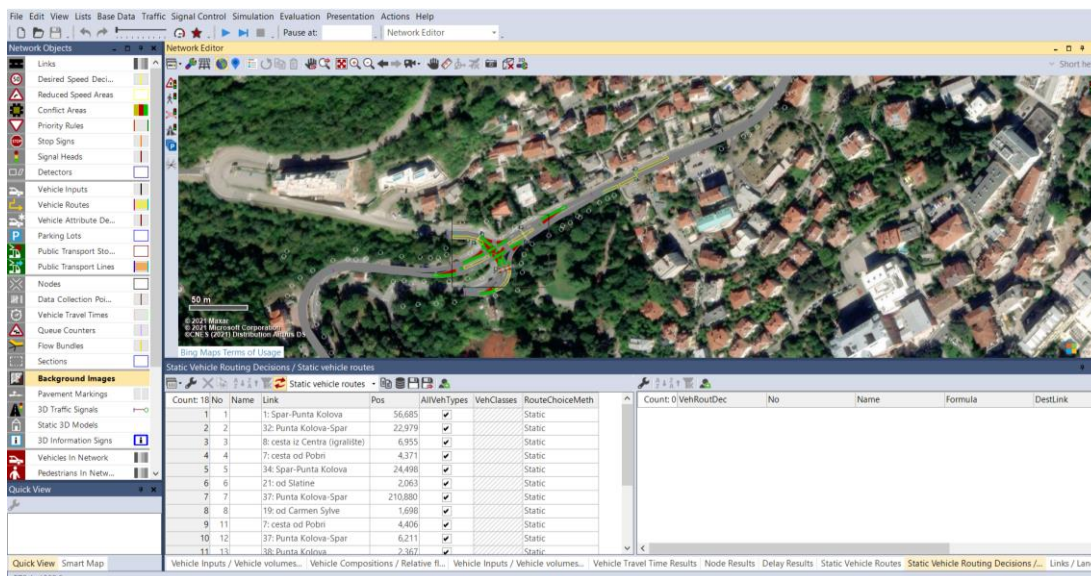 File Edit View Lists Base Data Traffic Signal Control Simulation Evaluation Presentation Actions Help
Pause at: Network Editor
Network Objects
Links
Desired Speed Deci...
Reduced Speed Areas
Conflict Areas
Priority Rules
Stop Signs
Signal Heads
Detectors
Vehicle Inputs
Vehicle Routes
Vehicle Attribute De...
Parking Lots
Public Transport Sto...
Public Transport Lines
Nodes
Data Collection Poi...
Vehicle Travel Times
Queue Counters
Flow Bundles
Sections
Background Images
Pavement Markings
3D Traffic Signals
Static 3D Models
3D Information Signs
Vehicles In Network
Pedestrians In Netw...
Quick View
Quick View Smart Map
Network Editor
Short he
50 m
© 2021 Maxar
© 2021 Microsoft Corporation
©CNES (2021) Distribution Airbus DS
Bing Maps Terms of Usage
Static Vehicle Routing Decisions / Static vehicle routes
Static vehicle routes
Count: 18 No Name Link Pos AllVehTypes VehClasses RouteChoiceMeth
1 1 1: Spar-Punta Kolova 56,685 Static
2 2 32: Punta Kolova-Spar 22,979 Static
3 3 8: cesta iz Centra (igralište) 6,955 Static
4 4 7: cesta od Pobri 4,371 Static
5 5 34: Spar-Punta Kolova 24,498 Static
6 6 21: od Slatine 2,063 Static
7 7 37: Punta Kolova-Spar 210,880 Static
8 8 19: od Carmen Sylve 1,698 Static
9 11 7: cesta od Pobri 4,406 Static
10 12 37: Punta Kolova-Spar 6,211 Static
11 13 38: Punta Kolova 2,367 Static
Count: 0 VehRoutDec No Name Formula DestLink
Vehicle Inputs / Vehicle volumes... Vehicle Compositions / Relative fl... Vehicle Inputs / Vehicle volumes... Vehicle Travel Time Results Node Results Delay Results Static Vehicle Routes Static Vehicle Routing Decisions /... Links / Lan